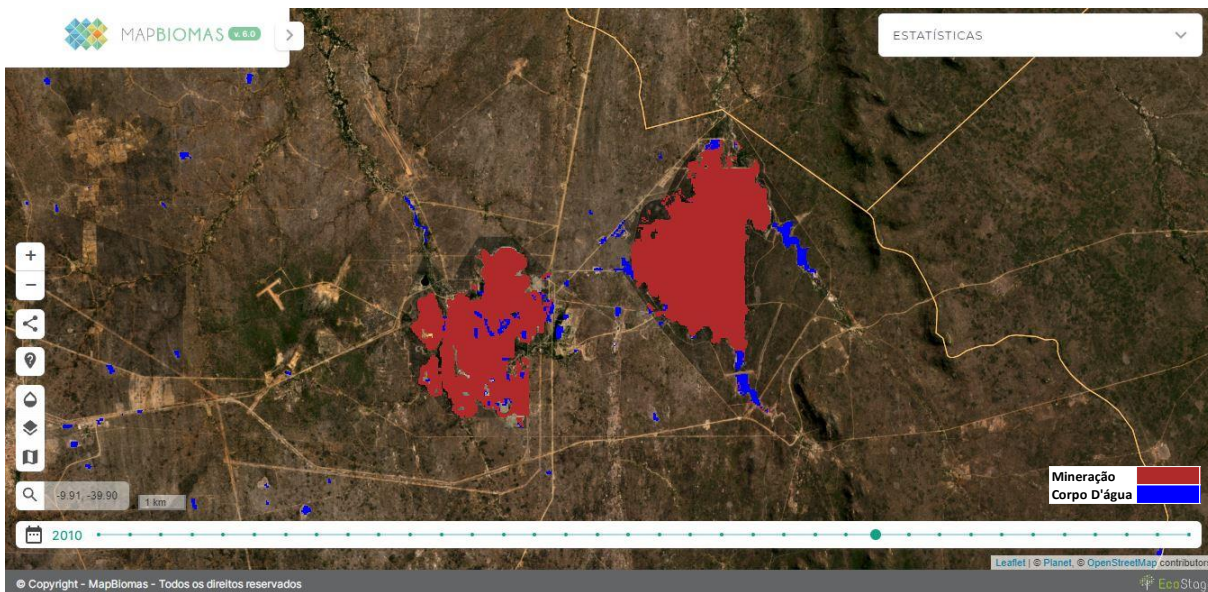 MAPBIOMAS v. 6.0
ESTATÍSTICAS
-9.91, -39.90
1 km
Mineração
Corpo D'água
2010
Leaflet | © Planet, © OpenStreetMap contributors
© Copyright - MapBiomas - Todos os direitos reservados
EcoStag